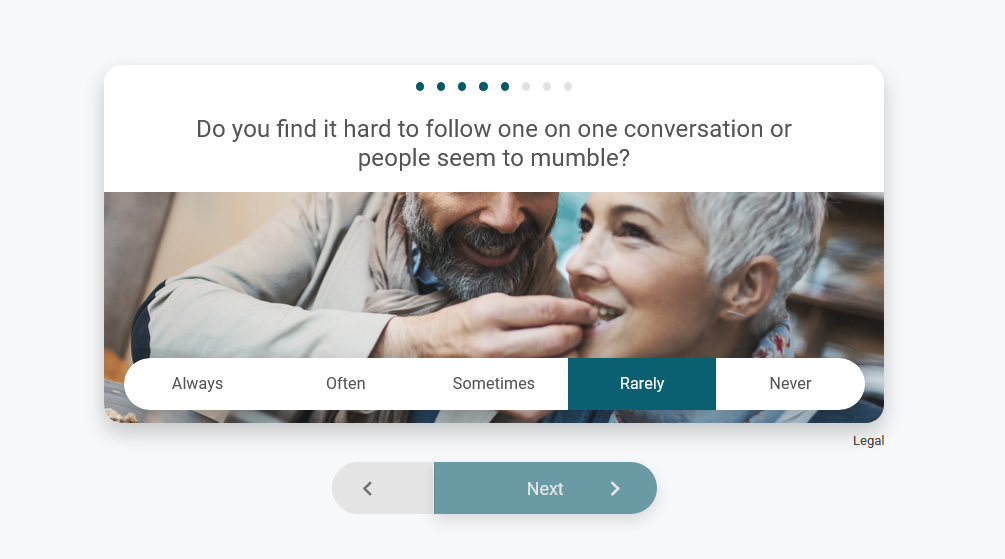 Do you find it hard to follow one on one conversation or
people seem to mumble?
Always
Often
Sometimes
Rarely
Never
Legal
Next